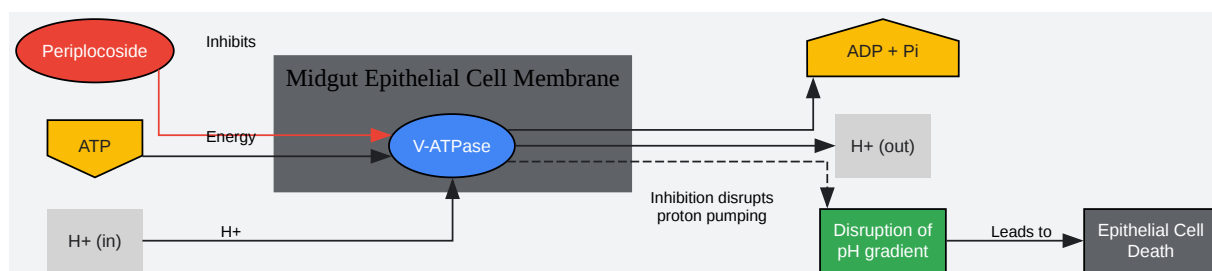 Periplocoside
Inhibits
ADP + Pi
Midgut Epithelial Cell Membrane
ATP
Energy
V-ATPase
H+ (out)
Inhibition disrupts
proton pumping
H+ (in)
H+
Disruption of
pH gradient
Leads to
Epithelial Cell
Death